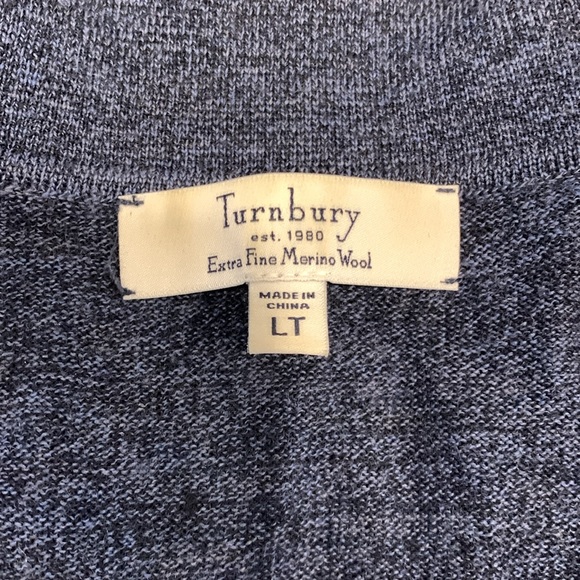 Turnbury
est. 1980
Extra Fine Merino Wool
MADE IN
CHINA
LT